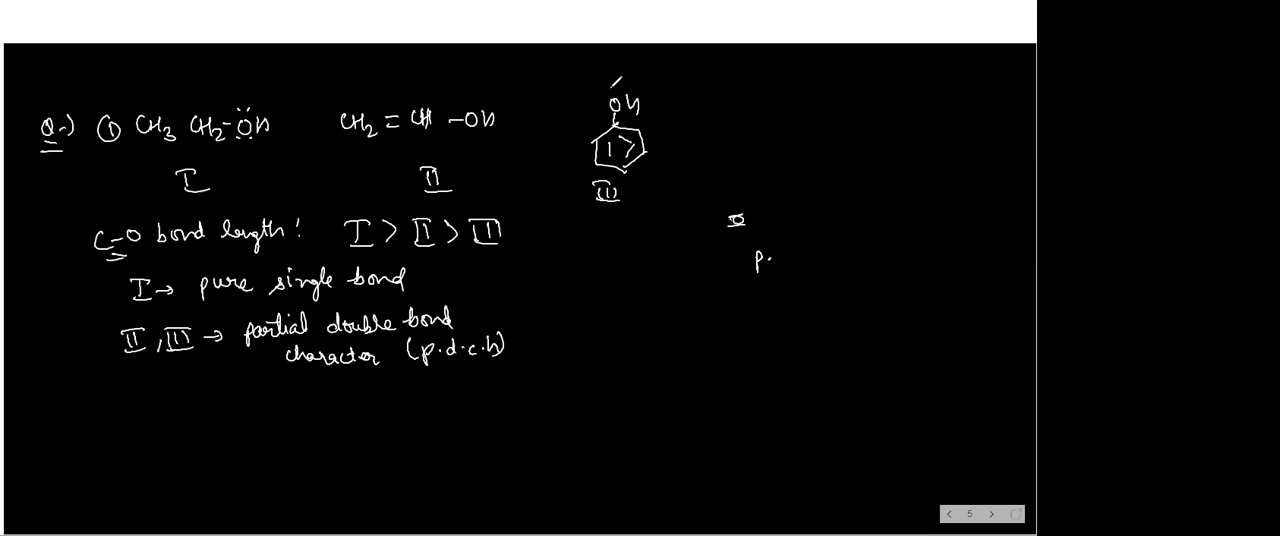 Q.) ① CH3 CH2-ÖH CH2 = CH -OH OH
I II III
C-O bond length! I > II > III
I → pure single bond
II, III → partial double bond
character (p.d.c.h)
p.
5